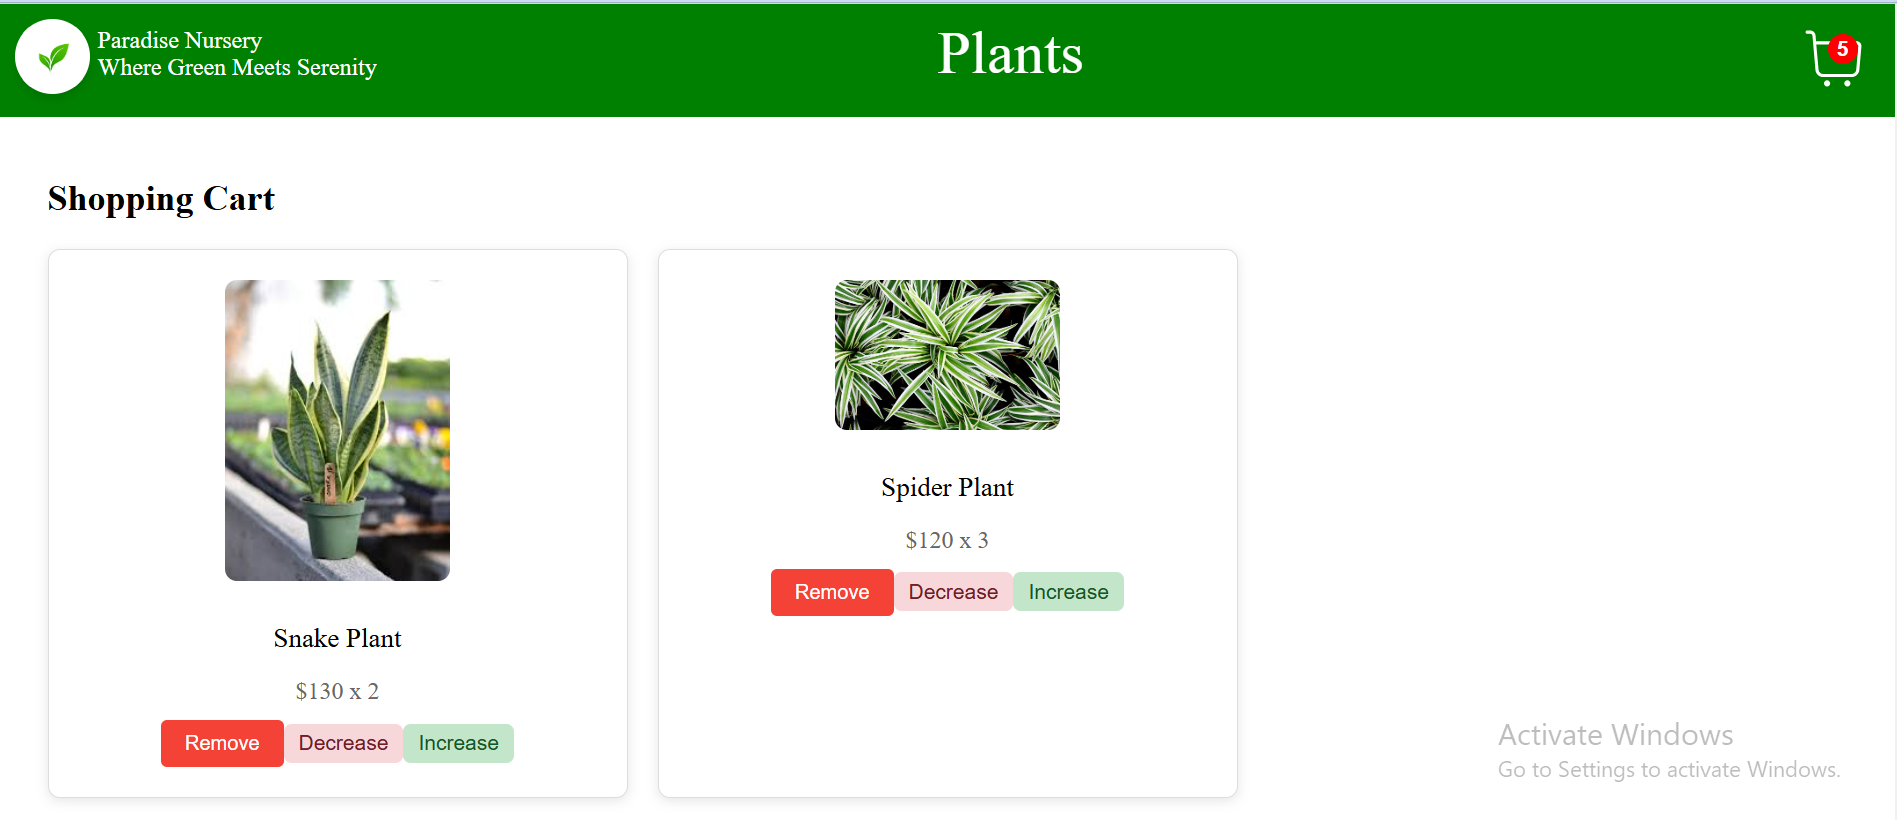 Paradise Nursery
Where Green Meets Serenity
Plants
5
Shopping Cart
Snake Plant
$130 x 2
Remove Decrease Increase
Spider Plant
$120 x 3
Remove Decrease Increase
Activate Windows
Go to Settings to activate Windows.